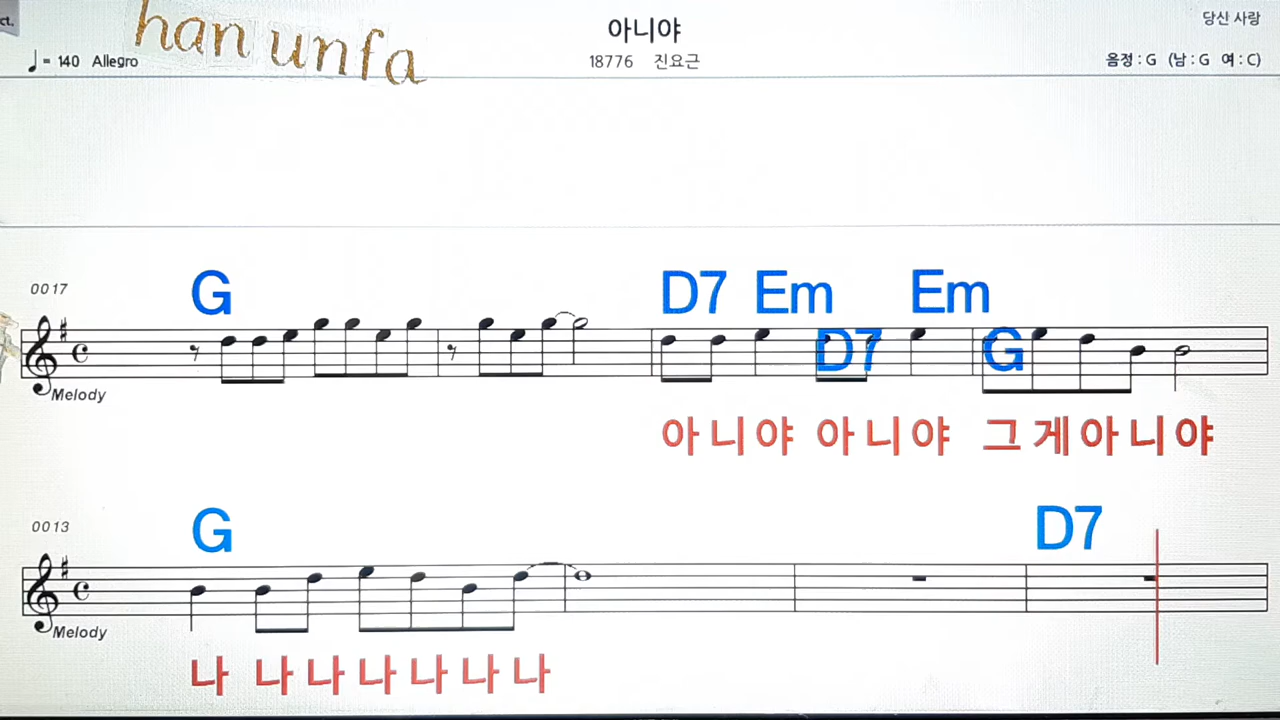 ct.
han unfa
아니야
당신 사랑
♩= 140 Allegro
18776 진요근
음정 : G (남 : G 여 : C)
0017
G D7 Em D7 Em G
Melody
아니야 아니야 그게아니야
0013
G D7
Melody
나 나나나나나나